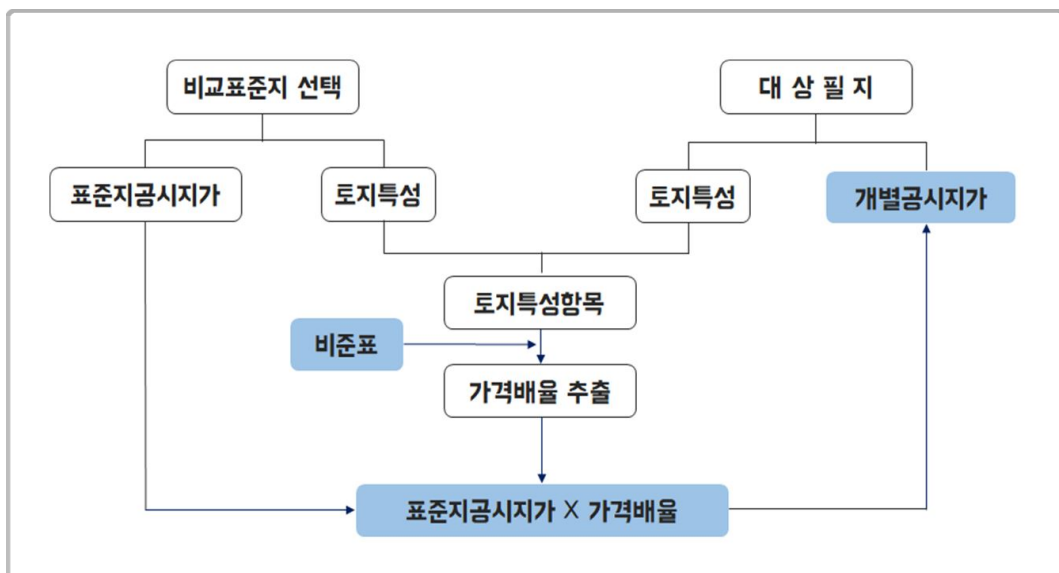 비교표준지 선택
대 상 필 지
표준지공시지가
토지특성
토지특성
개별공시지가
토지특성항목
비준표
가격배율 추출
표준지공시지가 X 가격배율